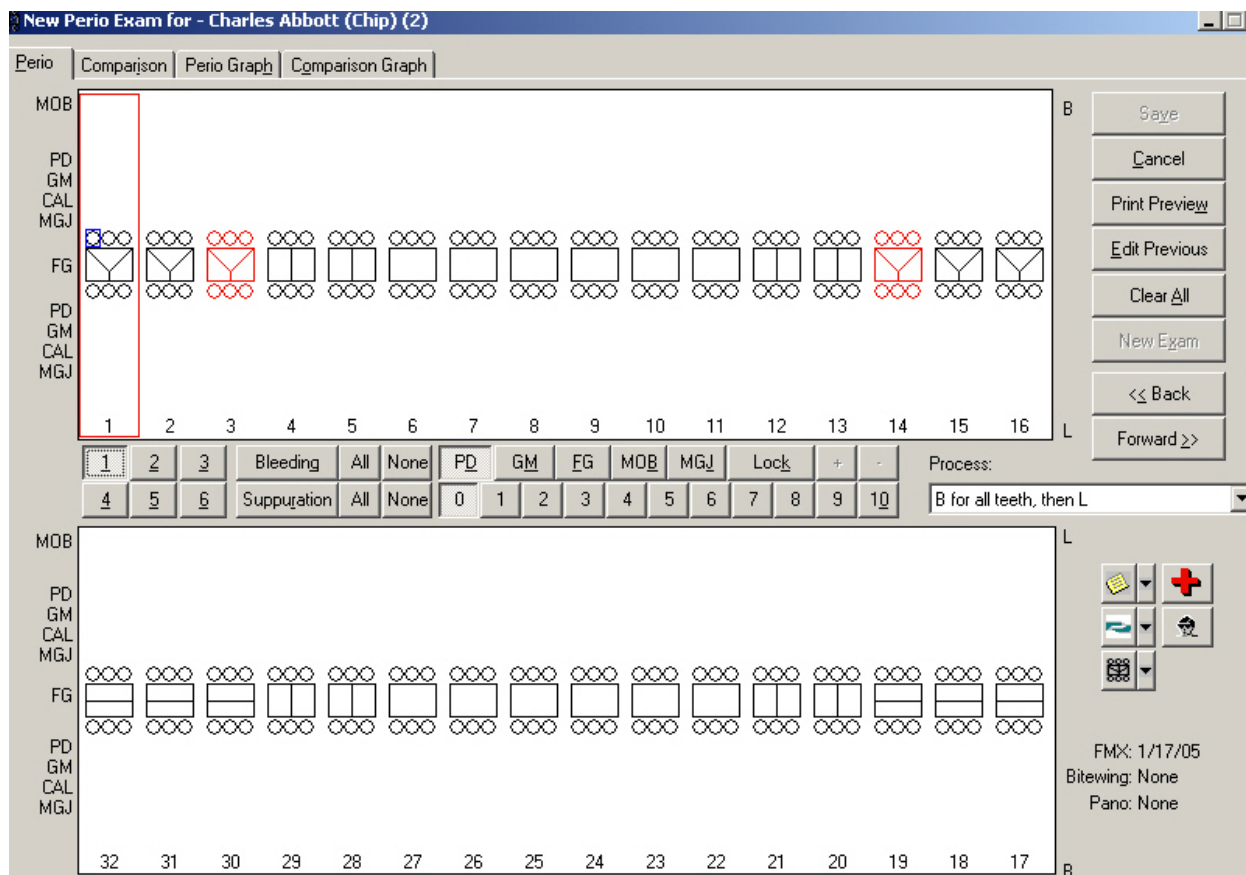 New Perio Exam for - Charles Abbott (Chip) (2)
Perio Comparison Perio Graph Comparison Graph
MOB
PD
GM
CAL
MGJ
FG
PD
GM
CAL
MGJ
1 2 3 4 5 6 7 8 9 10 11 12 13 14 15 16
B
L
Save
Cancel
Print Preview
Edit Previous
Clear All
New Exam
<< Back
Forward >>
1 2 3 Bleeding All None PD GM FG MOB MGJ Lock + - Process:
4 5 6 Suppuration All None 0 1 2 3 4 5 6 7 8 9 10 B for all teeth, then L
MOB
PD
GM
CAL
MGJ
FG
PD
GM
CAL
MGJ
32 31 30 29 28 27 26 25 24 23 22 21 20 19 18 17
L
B
FMX: 1/17/05
Bitewing: None
Pano: None